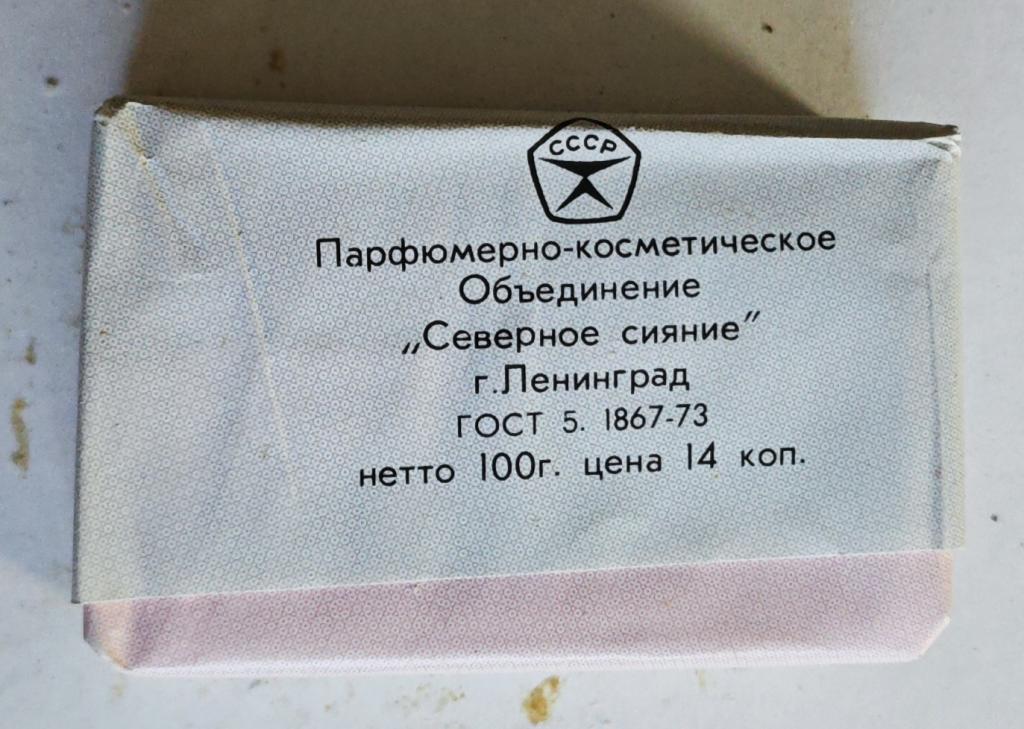 СССР
Парфюмерно-косметическое
Объединение
„Северное сияние”
г.Ленинград
ГОСТ 5. 1867-73
нетто 100г. цена 14 коп.